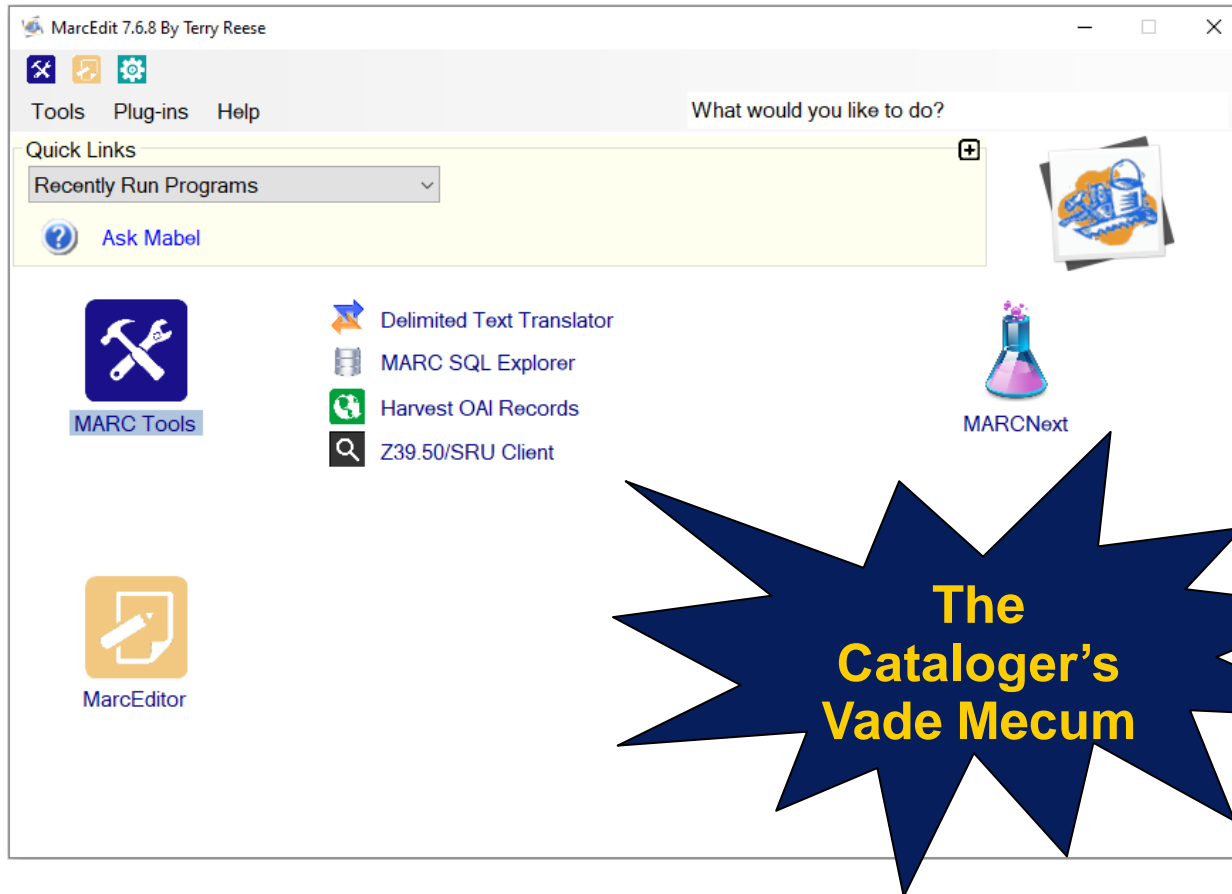 MarcEdit 7.6.8 By Terry Reese
Tools Plug-ins Help What would you like to do?
Quick Links
Recently Run Programs
Ask Mabel
MARC Tools
Delimited Text Translator
MARC SQL Explorer
Harvest OAI Records
Z39.50/SRU Client
MARCNext
MarcEditor
The
Cataloger’s
Vade Mecum